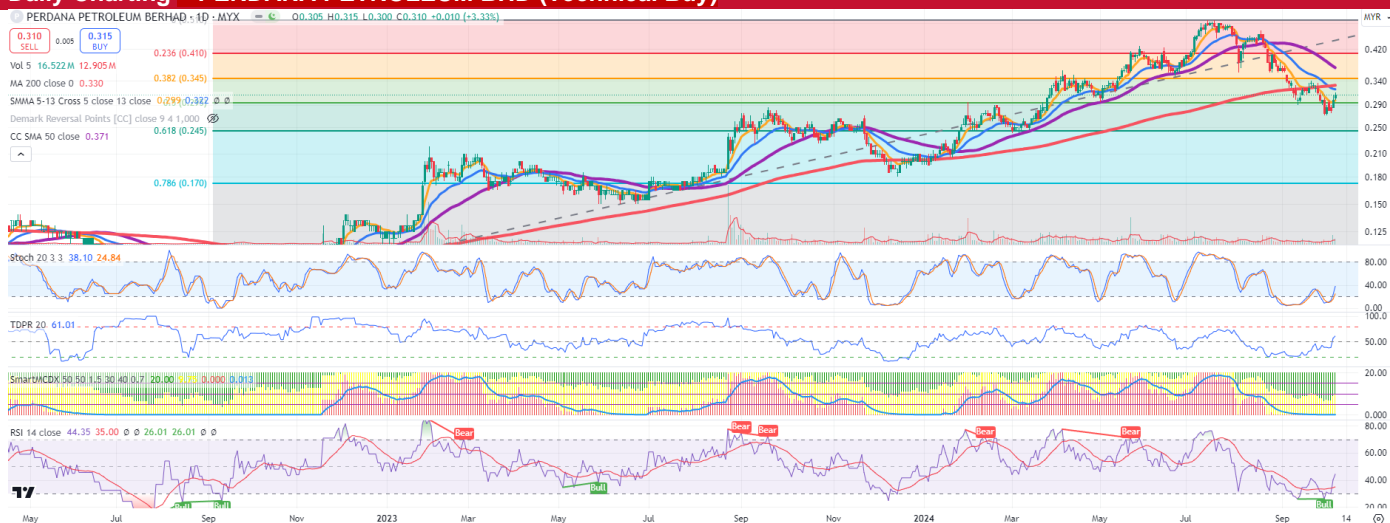 PERDANA PETROLEUM BERHAD · 1D · MYX O0.305 H0.315 L0.300 C0.310 +0.010 (+3.33%)
MYR
0.310 SELL 0.005 0.315 BUY
Vol 5 16.522M 12.905M
MA 200 close 0 0.330
SMMA 5-13 Cross 5 close 13 close 0.299 0.322 Ø Ø
Demark Reversal Points [CC] close 9 4 1,000
CC SMA 50 close 0.371
0.236 (0.410)
0.382 (0.345)
0.618 (0.245)
0.786 (0.170)
0.420
0.340
0.290
0.250
0.210
0.180
0.150
0.125
Stoch 20 3 3 38.10 24.84
80.00
40.00
0.00
TDPR 20 61.01
100.0
50.00
SmartMCDX 50 50 1.5 30 40 0.7 20.00 0.000 0.013
20.00
0.000
RSI 14 close 44.35 35.00 Ø Ø 26.01 26.01 Ø Ø
Bear
Bear
Bear
Bear
Bear
Bull
Bull
Bull
Bull
80.00
60.00
40.00
20.00
May Jul Sep Nov 2023 Mar May Jul Sep Nov 2024 Mar May Jul Sep 14